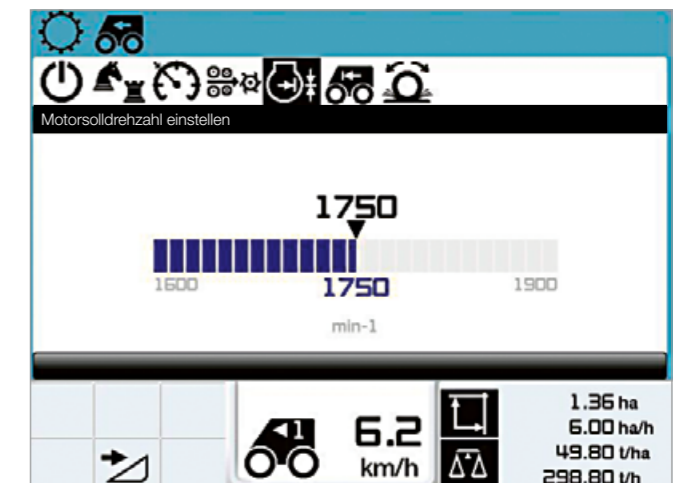 Motorsolldrehzahl einstellen
1750
1600 1750 1900
min-1
1
6.2
km/h
1.36 ha
6.00 ha/h
49.80 t/ha
298.80 t/h